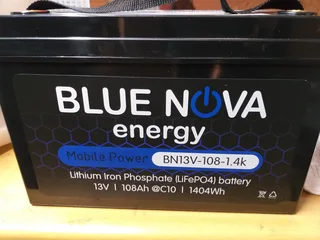 BLUE NOVA
energy
Mobile Power BN13V-108-1.4k
Lithium Iron Phosphate (LiFePO4) battery
13V | 108Ah @C10 | 1404Wh